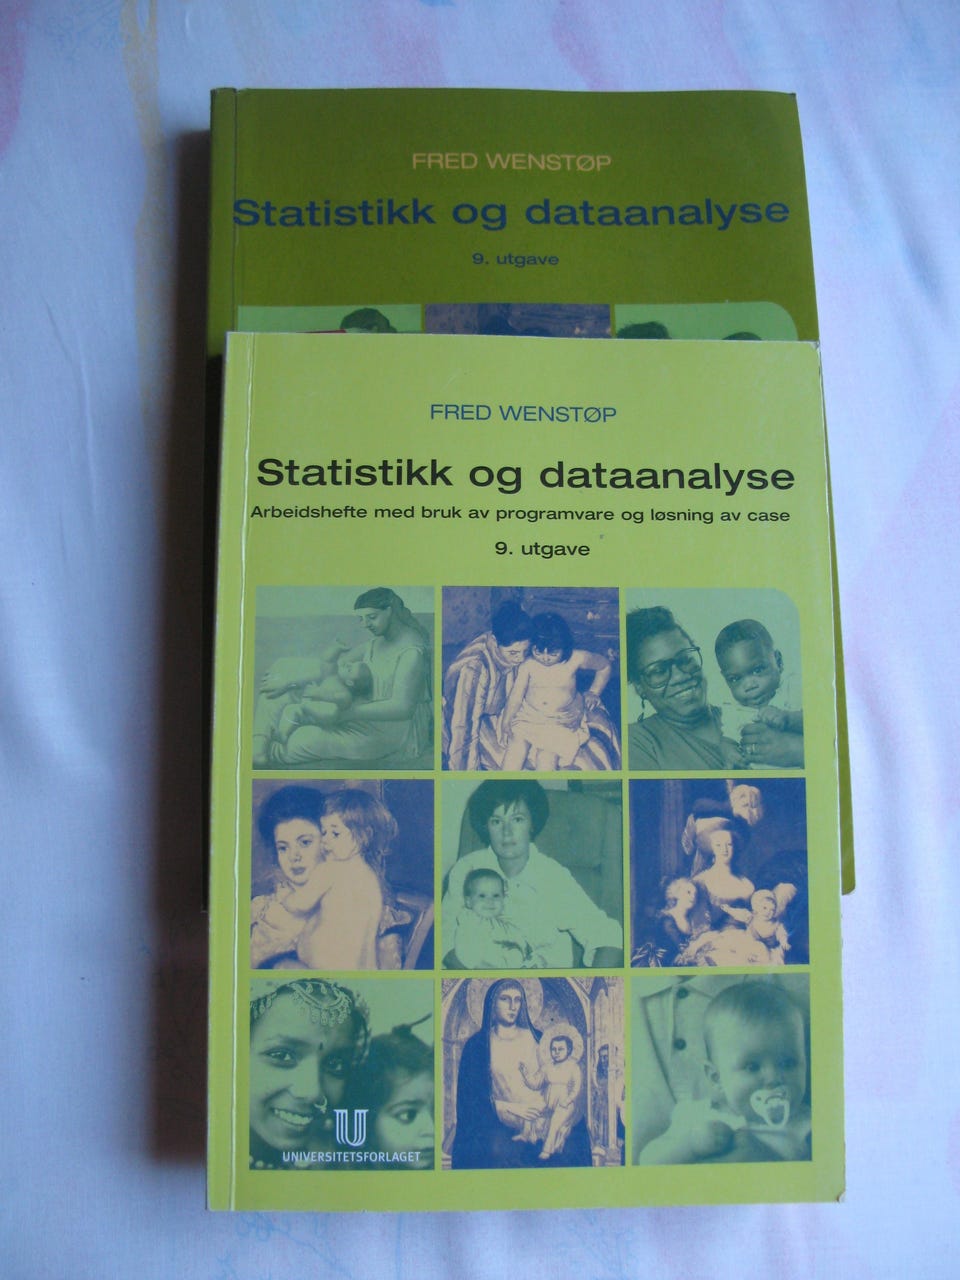 FRED WENSTØP
Statistikk og dataanalyse
9. utgave
FRED WENSTØP
Statistikk og dataanalyse
Arbeidshefte med bruk av programvare og løsning av case
9. utgave
U
UNIVERSITETSFORLAGET